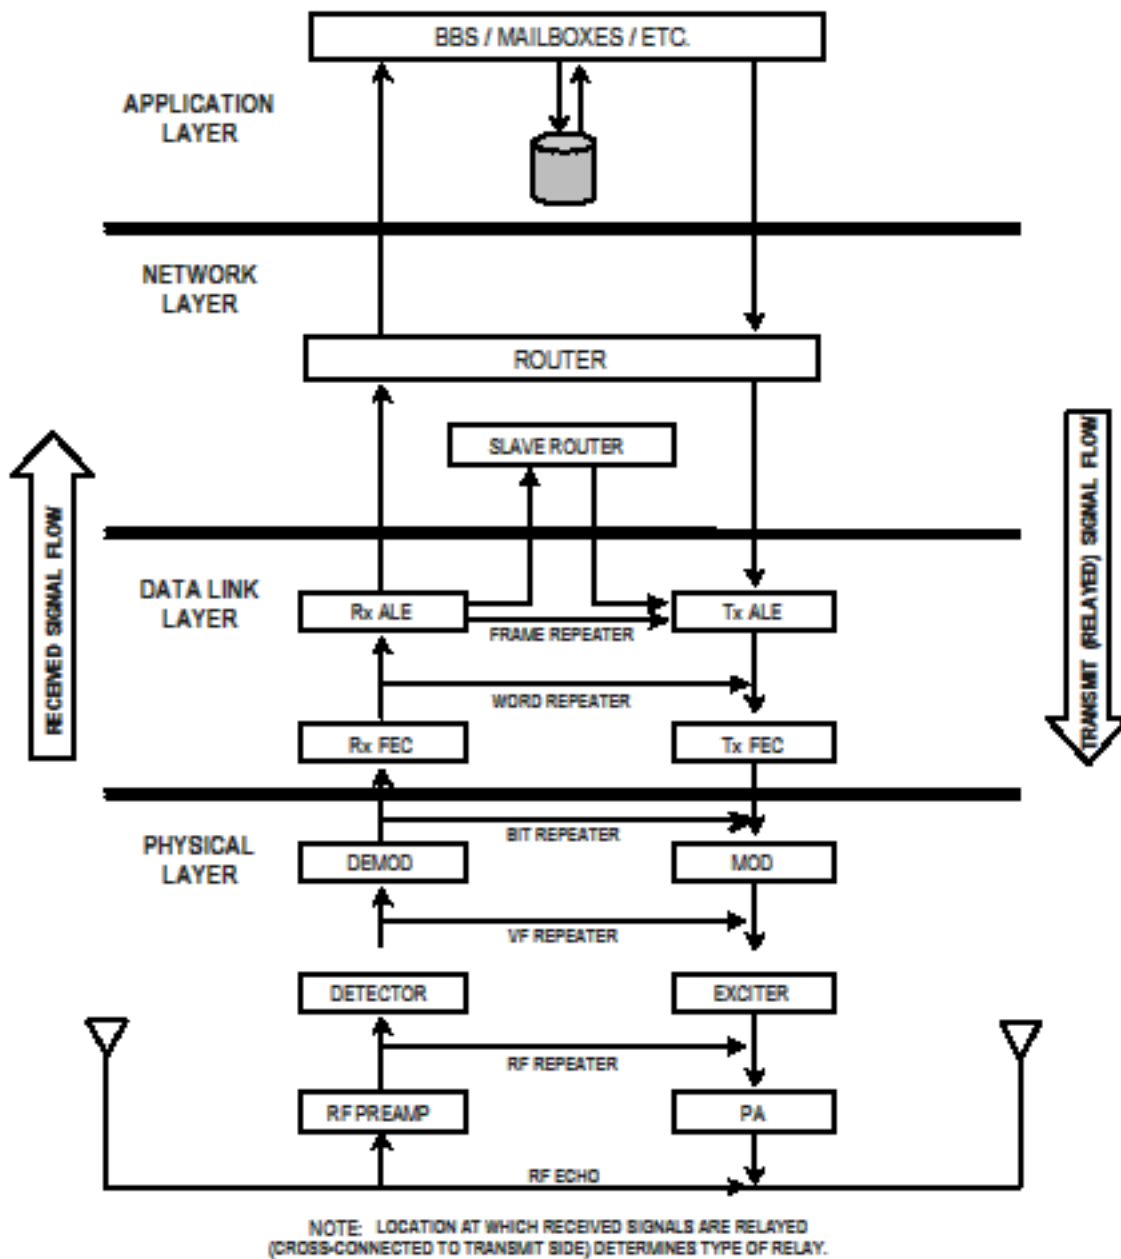 BBS / MAILBOXES / ETC.
APPLICATION
LAYER
NETWORK
LAYER
ROUTER
SLAVE ROUTER
RECEIVED SIGNAL FLOW
TRANSMIT (RELAYED) SIGNAL FLOW
DATA LINK
LAYER
Rx ALE
Tx ALE
FRAME REPEATER
WORD REPEATER
Rx FEC
Tx FEC
BIT REPEATER
PHYSICAL
LAYER
DEMOD
MOD
VF REPEATER
DETECTOR
EXCITER
RF REPEATER
RF PREAMP
PA
RF ECHO
NOTE: LOCATION AT WHICH RECEIVED SIGNALS ARE RELAYED
(CROSS-CONNECTED TO TRANSMIT SIDE) DETERMINES TYPE OF RELAY.